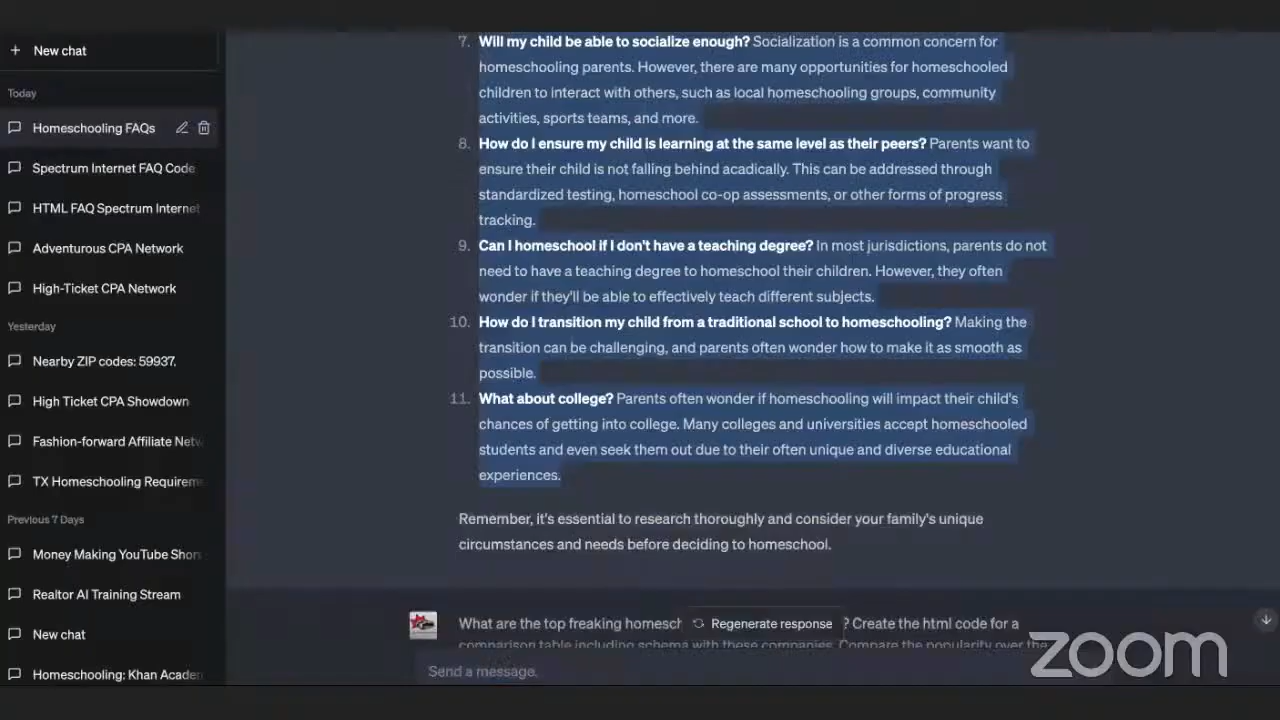 New chat
Today
Homeschooling FAQs
Spectrum Internet FAQ Code
HTML FAQ Spectrum Internet
Adventurous CPA Network
High-Ticket CPA Network
Yesterday
Nearby ZIP codes: 59937.
High Ticket CPA Showdown
Fashion-forward Affiliate Netw
TX Homeschooling Requireme
Previous 7 Days
Money Making YouTube Shor
Realtor AI Training Stream
New chat
Homeschooling: Khan Acader
7. Will my child be able to socialize enough? Socialization is a common concern for
homeschooling parents. However, there are many opportunities for homeschooled
children to interact with others, such as local homeschooling groups, community
activities, sports teams, and more.
8. How do I ensure my child is learning at the same level as their peers? Parents want to
ensure their child is not falling behind acadically. This can be addressed through
standardized testing, homeschool co-op assessments, or other forms of progress
tracking.
9. Can I homeschool if I don't have a teaching degree? In most jurisdictions, parents do not
need to have a teaching degree to homeschool their children. However, they often
wonder if they'll be able to effectively teach different subjects.
10. How do I transition my child from a traditional school to homeschooling? Making the
transition can be challenging, and parents often wonder how to make it as smooth as
possible.
11. What about college? Parents often wonder if homeschooling will impact their child's
chances of getting into college. Many colleges and universities accept homeschooled
students and even seek them out due to their often unique and diverse educational
experiences.
Remember, it's essential to research thoroughly and consider your family's unique
circumstances and needs before deciding to homeschool.
What are the top freaking homesch ? Create the html code for a
Regenerate response
comparison table including schema with these companies. Compare the popularity over the
Send a message.
zoom